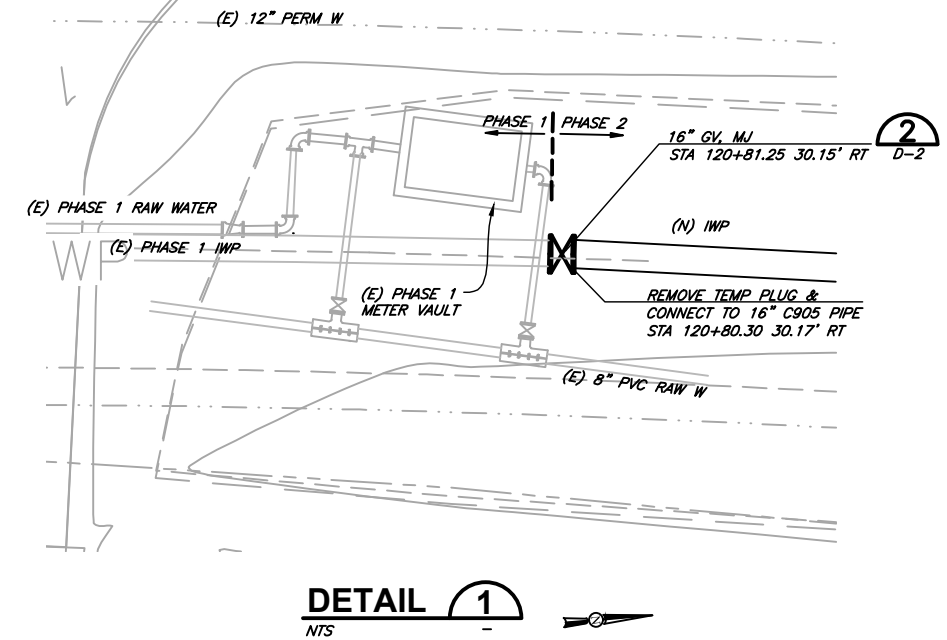 (E) 12" PERM W
PHASE 1
PHASE 2
16" GV, MJ
STA 120+81.25 30.15' RT
2
D-2
(E) PHASE 1 RAW WATER
(E) PHASE 1 IWP
(N) IWP
W
(E) PHASE 1
METER VAULT
REMOVE TEMP PLUG &
CONNECT TO 16" C905 PIPE
STA 120+80.30 30.17' RT
(E) 8" PVC RAW W
DETAIL
1
NTS
–
Z